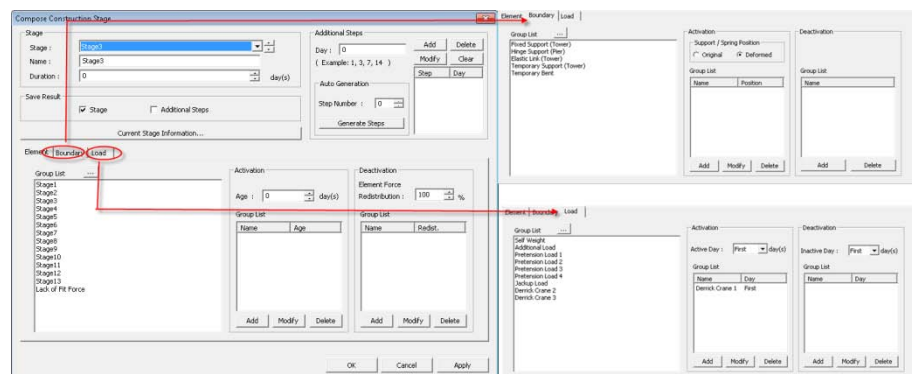 Compose Construction Stage
Stage
Stage : Stage3
Name : Stage3
Duration : 0 day(s)
Save Result
Stage Additional Steps
Current Stage Information...
Additional Steps
Day : 0 Add Delete
( Example: 1, 3, 7, 14 ) Modify Clear
Step Day
Auto Generation
Step Number : 0
Generate Steps
Element Boundary Load
Group List ...
Stage1
Stage2
Stage3
Stage4
Stage5
Stage6
Stage7
Stage8
Stage9
Stage10
Stage11
Stage12
Stage13
Lack of Fit Force
Activation
Age : 0 day(s)
Group List
Name Age
Add Modify Delete
Deactivation
Element Force
Redistribution : 100 %
Group List
Name Redist.
Add Modify Delete
OK Cancel Apply
Element Boundary Load
Group List ...
Fixed Support (Tower)
Hinge Support (Pier)
Elastic Link (Tower)
Temporary Support (Tower)
Temporary Bent
Activation
Support / Spring Position
Original Deformed
Group List
Name Position
Add Modify Delete
Deactivation
Group List
Name
Add Delete
Element Boundary Load
Group List ...
Self Weight
Additional Load
Pretension Load 1
Pretension Load 2
Pretension Load 3
Pretension Load 4
Jackup Load
Derrick Crane 2
Derrick Crane 3
Activation
Active Day : First day(s)
Group List
Name Day
Derrick Crane 1 First
Add Modify Delete
Deactivation
Inactive Day : First day(s)
Group List
Name Day
Add Modify Delete